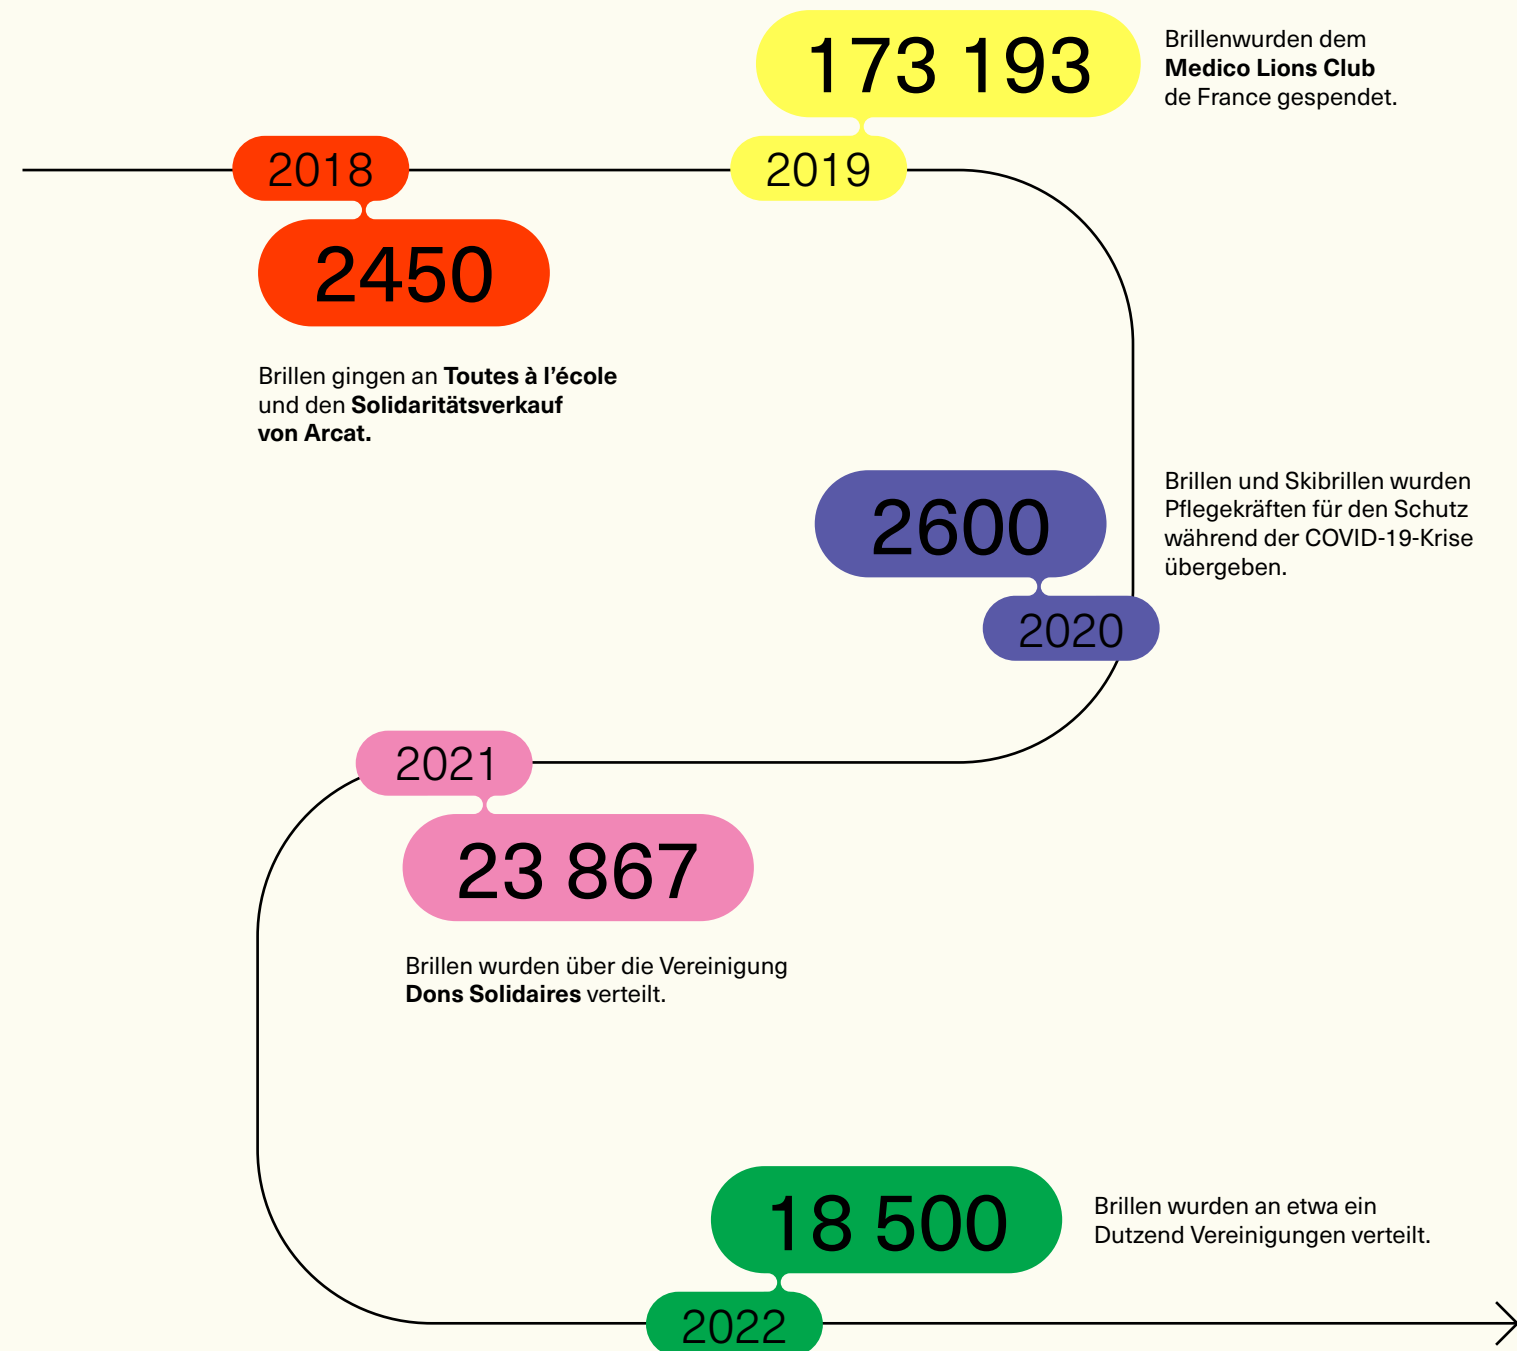 2018
2450
Brillen gingen an Toutes à l’école
und den Solidaritätsverkauf
von Arcat.
173 193
2019
Brillenwurden dem
Medico Lions Club
de France gespendet.
2600
2020
Brillen und Skibrillen wurden
Pflegekräften für den Schutz
während der COVID-19-Krise
übergeben.
2021
23 867
Brillen wurden über die Vereinigung
Dons Solidaires verteilt.
18 500
2022
Brillen wurden an etwa ein
Dutzend Vereinigungen verteilt.